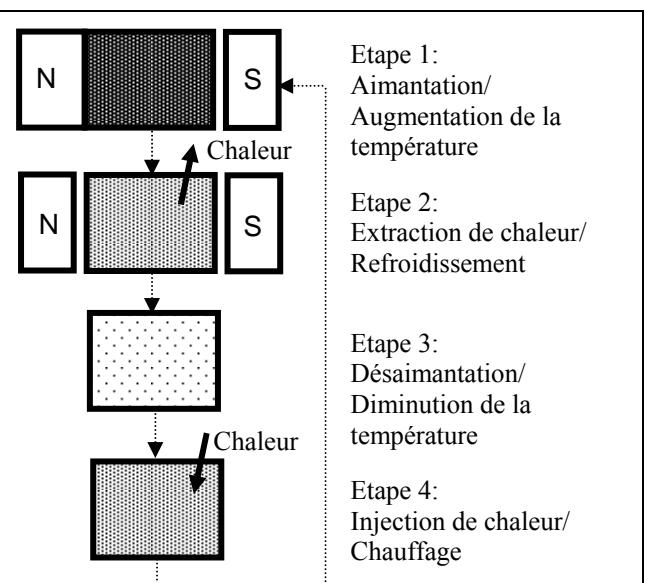 N
S
Etape 1:
Aimantation/
Augmentation de la
température
Chaleur
N
S
Etape 2:
Extraction de chaleur/
Refroidissement
Etape 3:
Désaimantation/
Diminution de la
température
Chaleur
Etape 4:
Injection de chaleur/
Chauffage